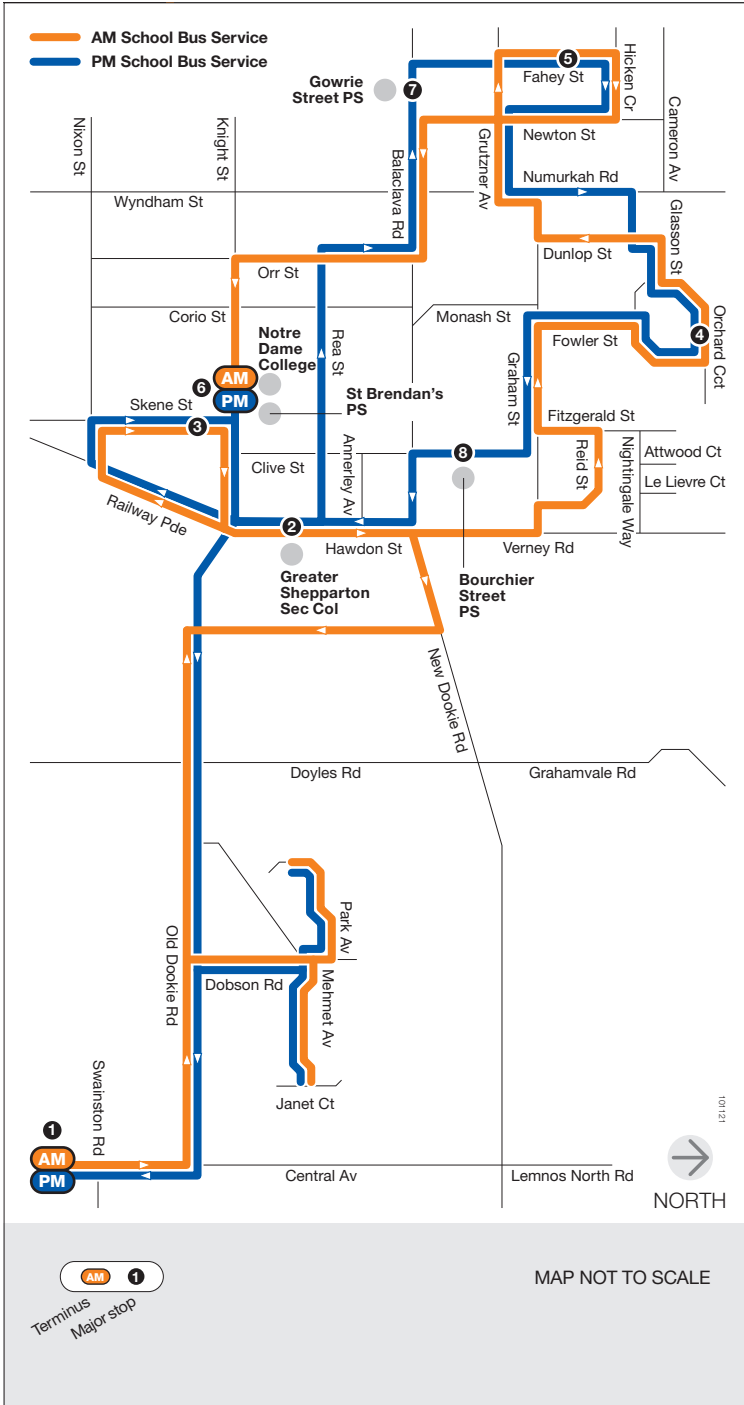 AM School Bus Service
PM School Bus Service
5
Hicken Cr
Fahey St
Gowrie
Street PS
7
Cameron Av
Nixon St
Knight St
Newton St
Balaclava Rd
Grutzner Av
Numurkah Rd
Wyndham St
Glasson St
Dunlop St
Orr St
Corio St
Monash St
Orchard Cct
4
Notre
Dame
College
Rea St
Fowler St
AM
6
PM
St Brendan's
PS
Graham St
Skene St
3
Fitzgerald St
Annerley Av
8
Reid St
Nightingale Way
Attwood Ct
Clive St
Le Lievre Ct
Railway Pde
2
Hawdon St
Verney Rd
Greater
Shepparton
Sec Col
Bourchier
Street
PS
New Dookie Rd
Doyles Rd
Grahamvale Rd
Park Av
Old Dookie Rd
Dobson Rd
Mehmet Av
Janet Ct
Swainston Rd
1
AM
PM
Central Av
Lemnos North Rd
101121
NORTH
AM
1
Terminus
Major stop
MAP NOT TO SCALE